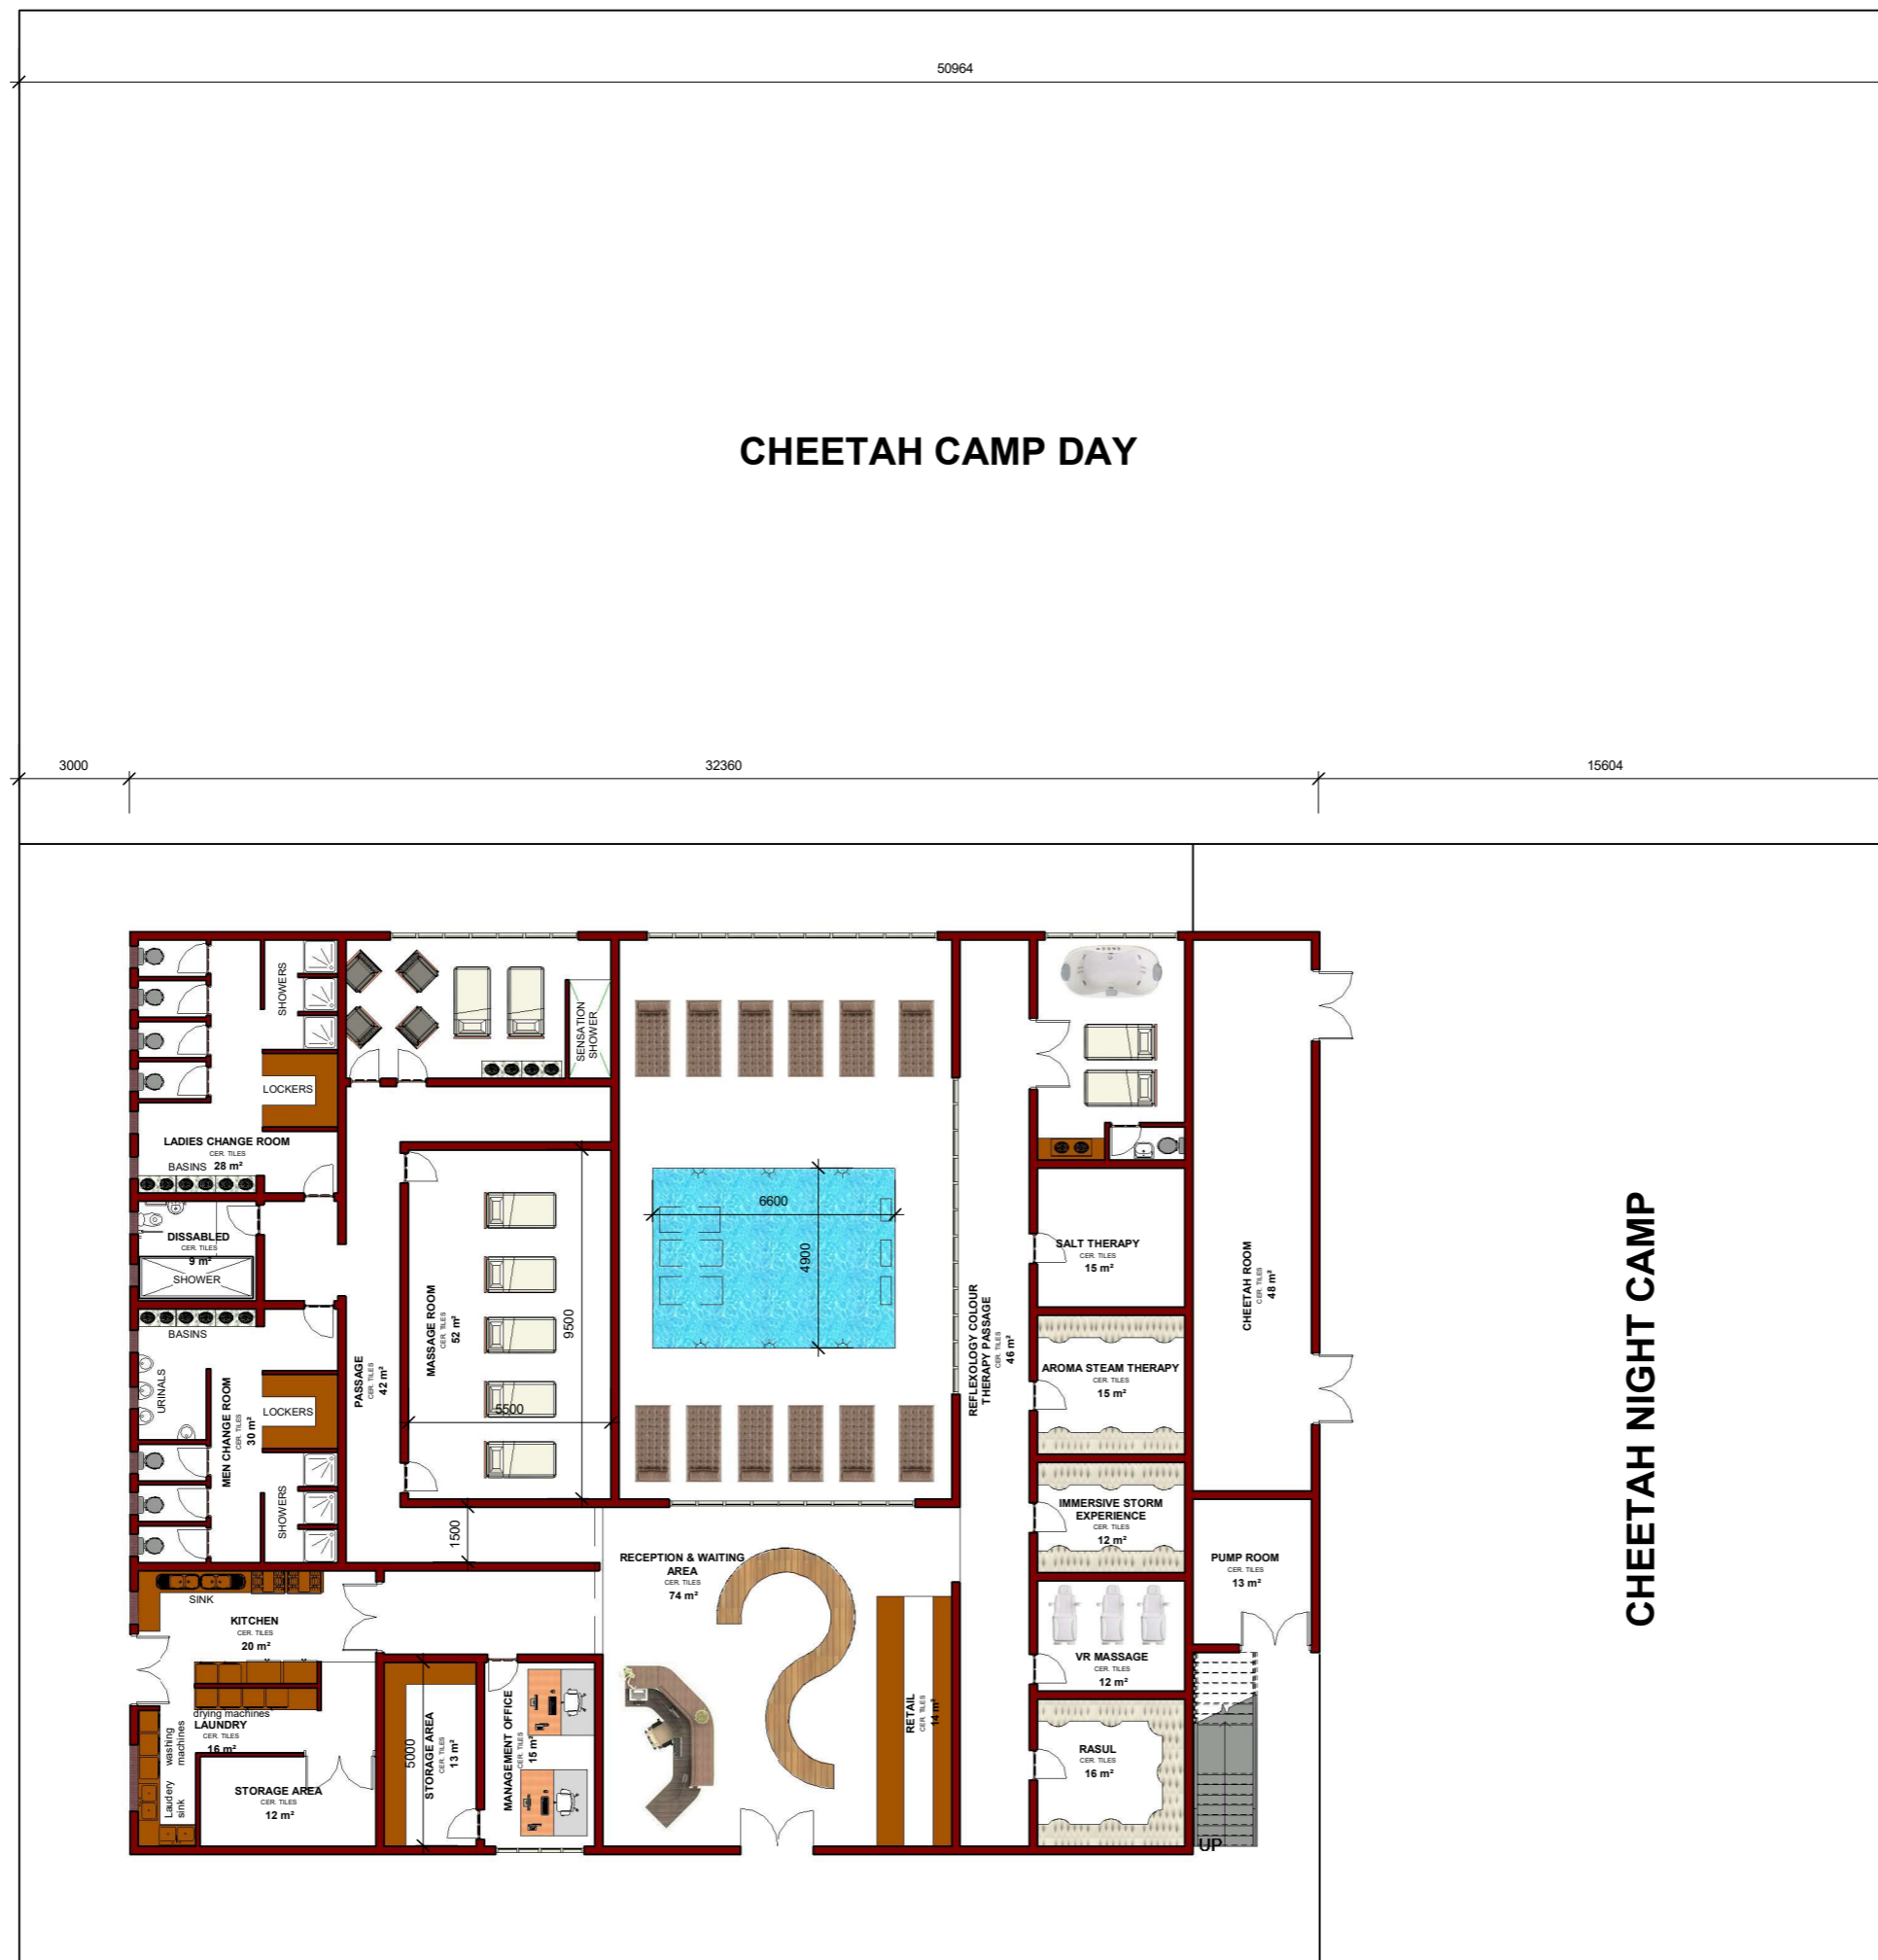 50964
CHEETAH CAMP DAY
3000
32360
15604
SHOWERS
SENSATION
SHOWER
LOCKERS
LADIES CHANGE ROOM
CER. TILES
28 m²
BASINS
DISSABLED
CER. TILES
9 m²
SHOWER
BASINS
URINALS
MEN CHANGE ROOM
CER. TILES
30 m²
LOCKERS
SHOWERS
PASSAGE
CER. TILES
42 m²
MASSAGE ROOM
CER. TILES
52 m²
9500
5500
1500
6600
4900
REFLEXOLOGY COLOUR
THERAPY PASSAGE
CER. TILES
46 m²
SALT THERAPY
CER. TILES
15 m²
AROMA STEAM THERAPY
CER. TILES
15 m²
IMMERSIVE STORM
EXPERIENCE
CER. TILES
12 m²
VR MASSAGE
CER. TILES
12 m²
RASUL
CER. TILES
16 m²
CHEETAH ROOM
CER. TILES
48 m²
PUMP ROOM
CER. TILES
13 m²
UP
CHEETAH NIGHT CAMP
RECEPTION & WAITING
AREA
CER. TILES
74 m²
RETAIL
CER. TILES
14 m²
SINK
KITCHEN
CER. TILES
20 m²
drying machines
LAUNDRY
CER. TILES
16 m²
washing
machines
Laudery
sink
STORAGE AREA
CER. TILES
12 m²
5000
STORAGE AREA
CER. TILES
13 m²
MANAGEMENT OFFICE
CER. TILES
15 m²